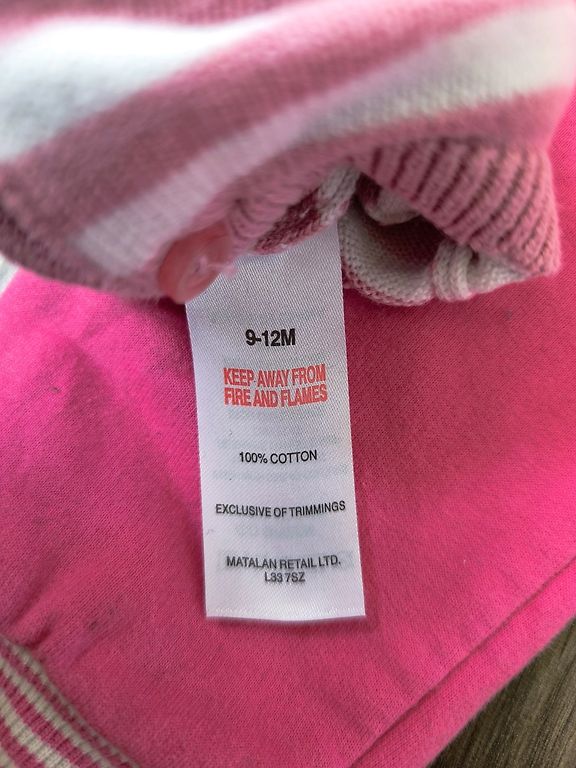 9-12M
KEEP AWAY FROM
FIRE AND FLAMES
100% COTTON
EXCLUSIVE OF TRIMMINGS
MATALAN RETAIL LTD.
L33 7SZ